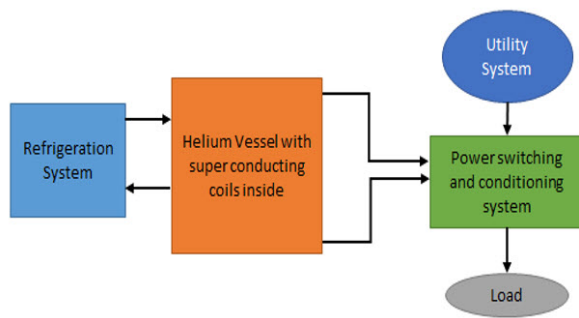 Refrigeration
System
Helium Vessel with
super conducting
coils inside
Utility
System
Power switching
and conditioning
system
Load